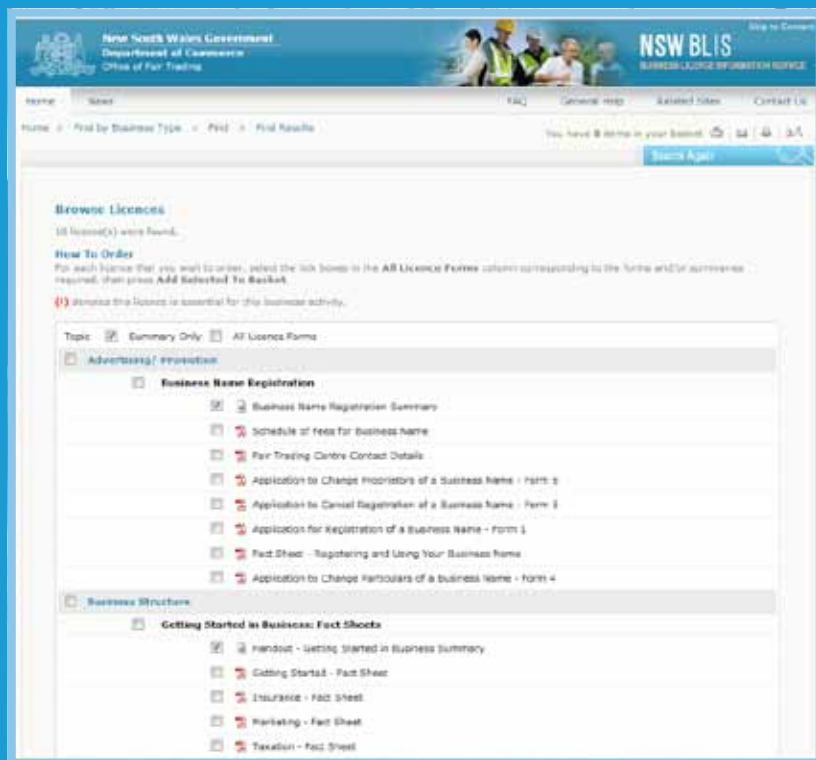 Skip to Content
New South Wales Government
Department of Commerce
Office of Fair Trading
NSW BLIS
BUSINESS LICENCE INFORMATION SERVICE
Home News FAQ General Help Related Sites Contact Us
Home > Find by Business Type > Find > Find Results
You have 0 items in your basket
Search Again
Browse Licences
licence(s) were found.
How To Order
For each licence that you wish to order, select the tick boxes in the All Licence Forms column corresponding to the forms and/or summaries
required, then press Add Selected To Basket.
(!) denotes this licence is essential for this business activity.
Topic Summary Only All Licence Forms
Advertising/ Promotion
Business Name Registration
Business Name Registration Summary
Schedule of Fees for Business Name
Fair Trading Centre Contact Details
Application to Change Proprietors of a Business Name - Form
Application to Cancel Registration of a Business Name - Form
Application for Registration of a Business Name - Form 1
Fact Sheet - Registering and Using Your Business Name
Application to Change Particulars of a business Name - Form 4
Business Structure
Getting Started in Business: Fact Sheets
Handout - Getting Started in Business Summary
Getting Started - Fact Sheet
Insurance - Fact Sheet
Marketing - Fact Sheet
Taxation - Fact Sheet